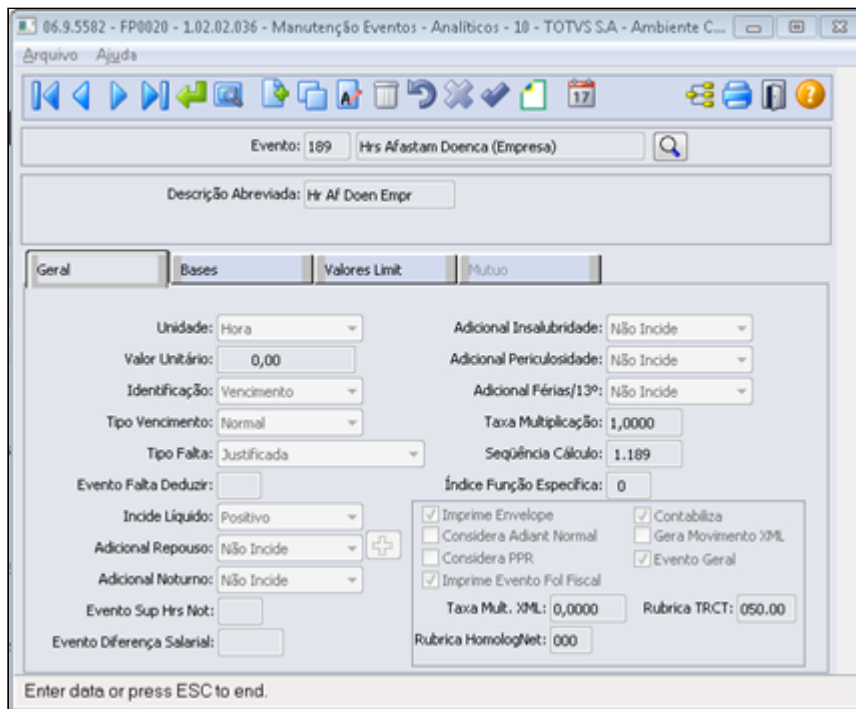 06.9.5582 - FP0020 - 1.02.02.036 - Manutenção Eventos - Analíticos - 10 - TOTVS S.A - Ambiente C...
Arquivo Ajuda
17
Evento: 189 Hrs Afastam Doenca (Empresa)
Descrição Abreviada: Hr Af Doen Empr
Geral Bases Valores Limit Mutuo
Unidade: Hora Adicional Insalubridade: Não Incide
Valor Unitário: 0,00 Adicional Periculosidade: Não Incide
Identificação: Vencimento Adicional Férias/13º: Não Incide
Tipo Vencimento: Normal Taxa Multiplicação: 1,0000
Tipo Falta: Justificada Seqüência Cálculo: 1.189
Evento Falta Deduzir: Índice Função Específica: 0
Incide Líquido: Positivo Imprime Envelope Contabiliza
Adicional Repouso: Não Incide Considera Adiant Normal Gera Movimento XML
Considera PPR Evento Geral
Adicional Noturno: Não Incide Imprime Evento Fol Fiscal
Evento Sup Hrs Not: Taxa Mult. XML: 0,0000 Rubrica TRCT: 050.00
Evento Diferença Salarial: Rubrica HomologNet: 000
Enter data or press ESC to end.